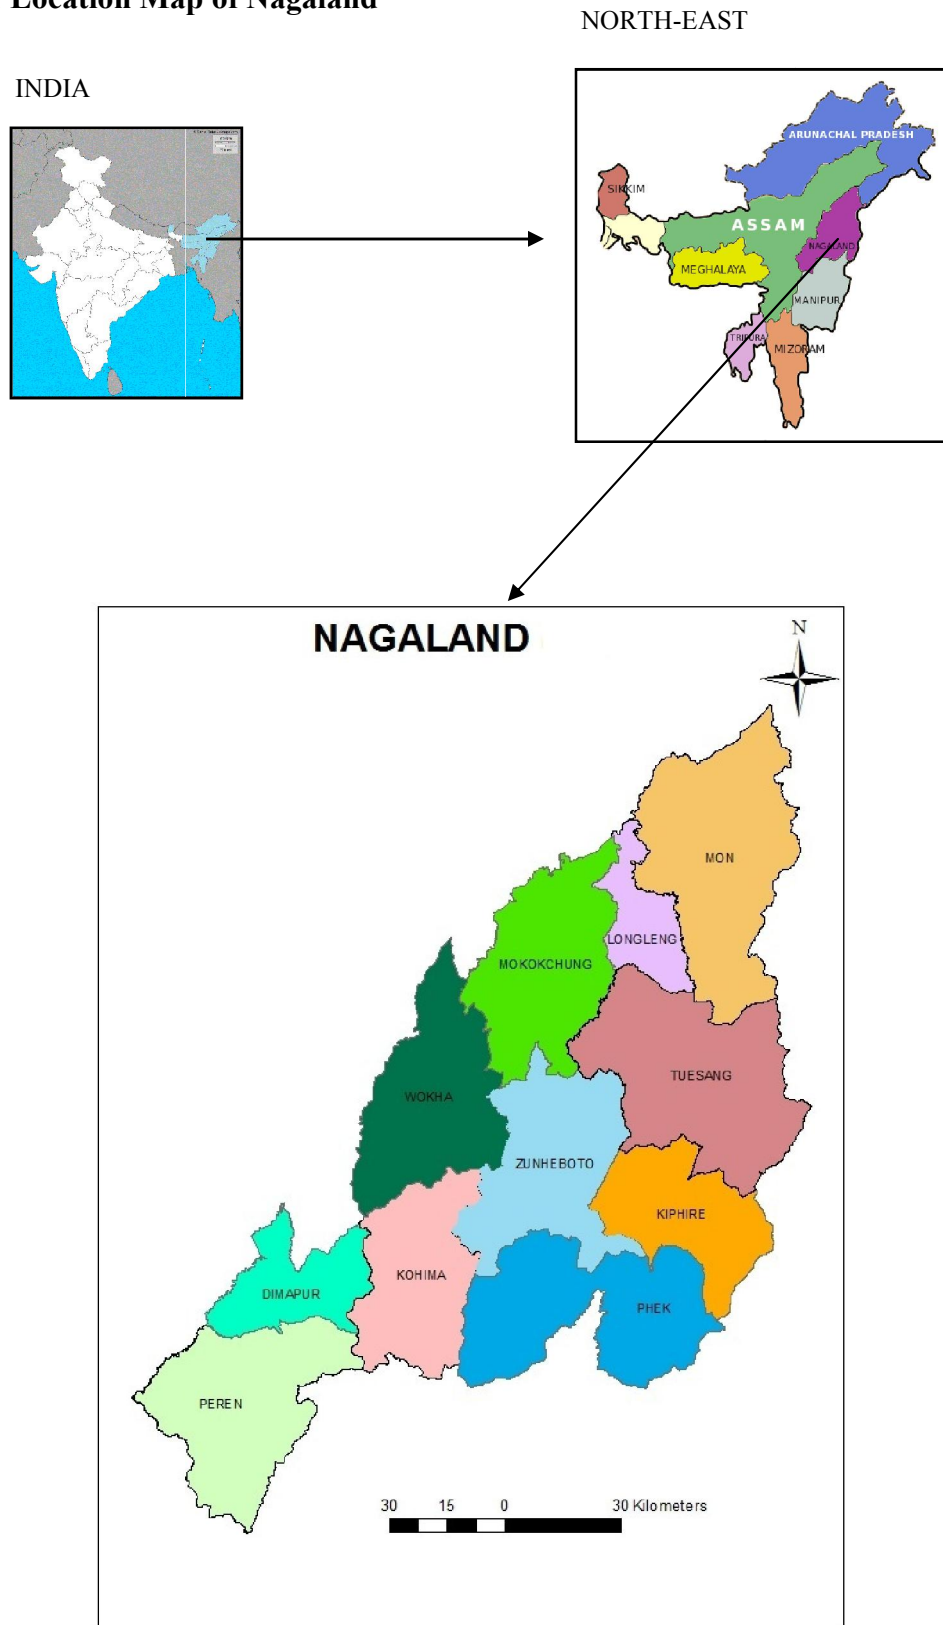 Location Map of Nagaland
NORTH-EAST
INDIA
ARUNACHAL PRADESH
SIKKIM
ASSAM
NAGALAND
MEGHALAYA
MANIPUR
TRIPURA
MIZORAM
NAGALAND
N
MON
LONGLENG
MOKOKCHUNG
TUESANG
WOKHA
ZUNHEBOTO
KIPHIRE
KOHIMA
DIMAPUR
PHEK
PEREN
30 15 0 30 Kilometers